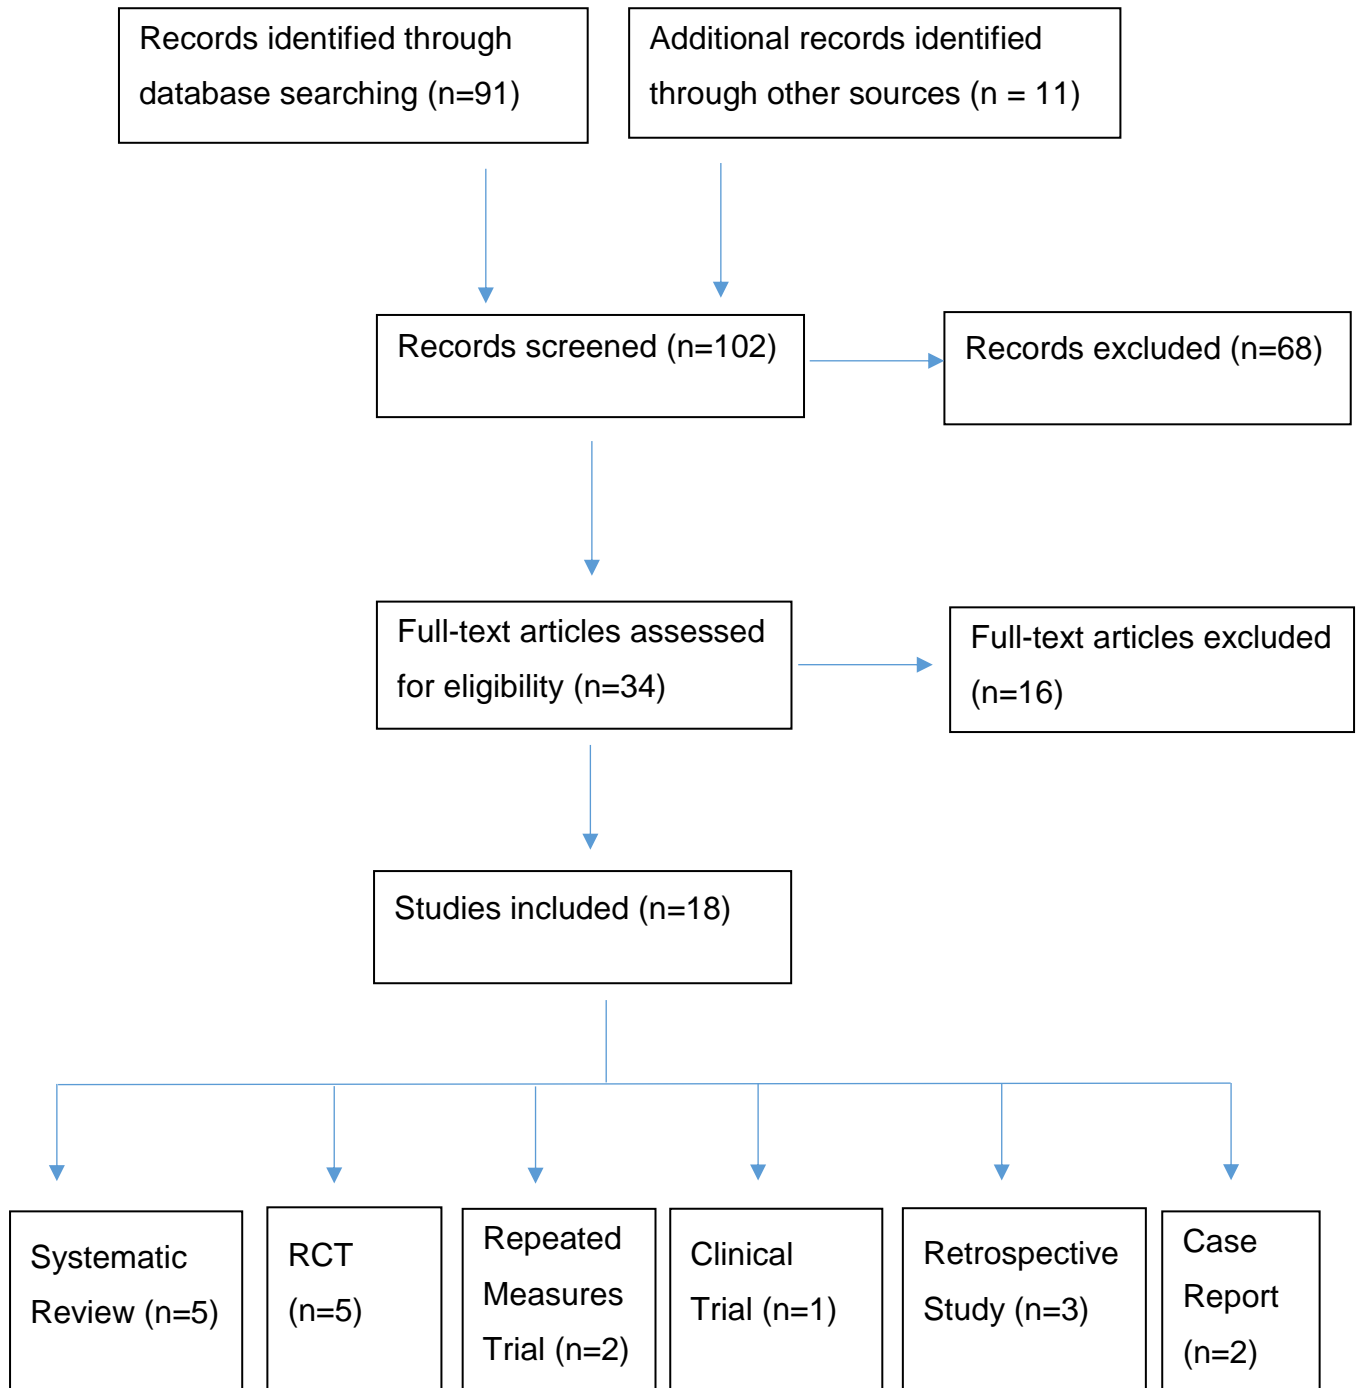 Records identified through
database searching (n=91)
Additional records identified
through other sources (n = 11)
Records screened (n=102)
Records excluded (n=68)
Full-text articles assessed
for eligibility (n=34)
Full-text articles excluded
(n=16)
Studies included (n=18)
Systematic
Review (n=5)
RCT
(n=5)
Repeated
Measures
Trial (n=2)
Clinical
Trial (n=1)
Retrospective
Study (n=3)
Case
Report
(n=2)